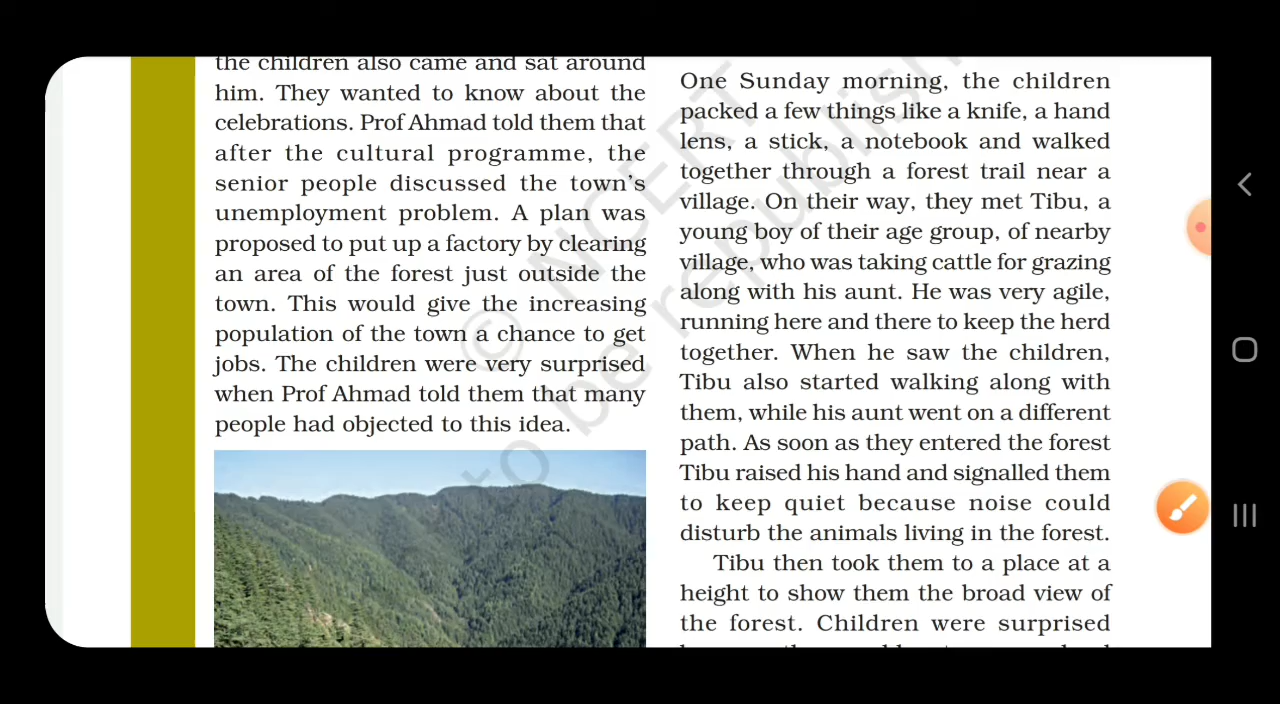 the children also came and sat around
him. They wanted to know about the
celebrations. Prof Ahmad told them that
after the cultural programme, the
senior people discussed the town's
unemployment problem. A plan was
proposed to put up a factory by clearing
an area of the forest just outside the
town. This would give the increasing
population of the town a chance to get
jobs. The children were very surprised
when Prof Ahmad told them that many
people had objected to this idea.
One Sunday morning, the children
packed a few things like a knife, a hand
lens, a stick, a notebook and walked
together through a forest trail near a
village. On their way, they met Tibu, a
young boy of their age group, of nearby
village, who was taking cattle for grazing
along with his aunt. He was very agile,
running here and there to keep the herd
together. When he saw the children,
Tibu also started walking along with
them, while his aunt went on a different
path. As soon as they entered the forest
Tibu raised his hand and signalled them
to keep quiet because noise could
disturb the animals living in the forest.
Tibu then took them to a place at a
height to show them the broad view of
the forest. Children were surprised
© NCERT
to be republish